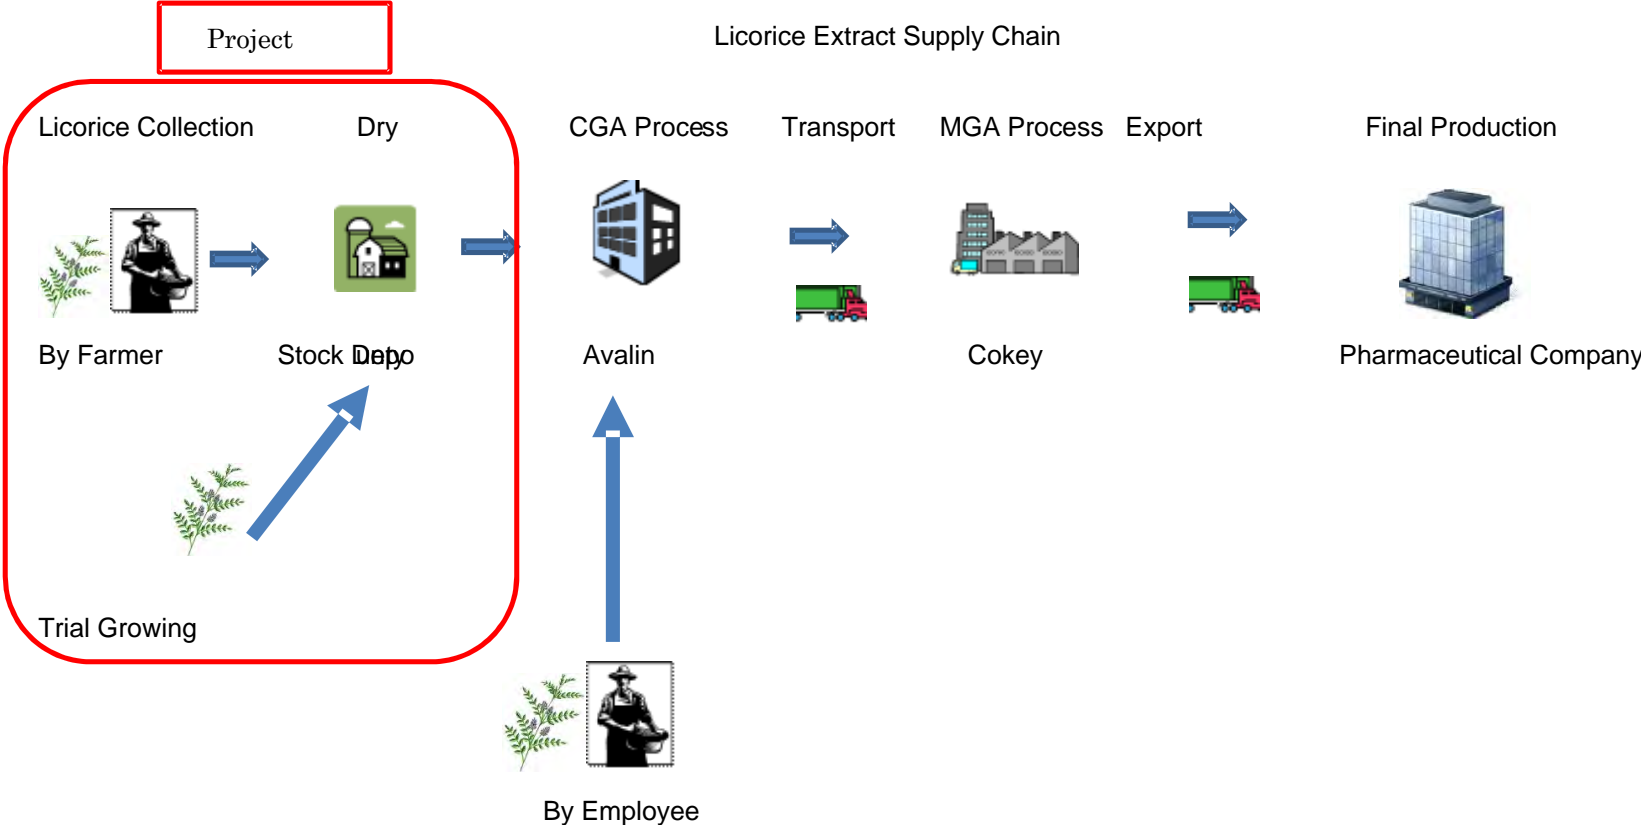 Project
Licorice Extract Supply Chain
Licorice Collection
Dry
CGA Process
Transport
MGA Process
Export
Final Production
By Farmer
Stock
Avalin
Cokey
Pharmaceutical Company
Trial Growing
By Employee